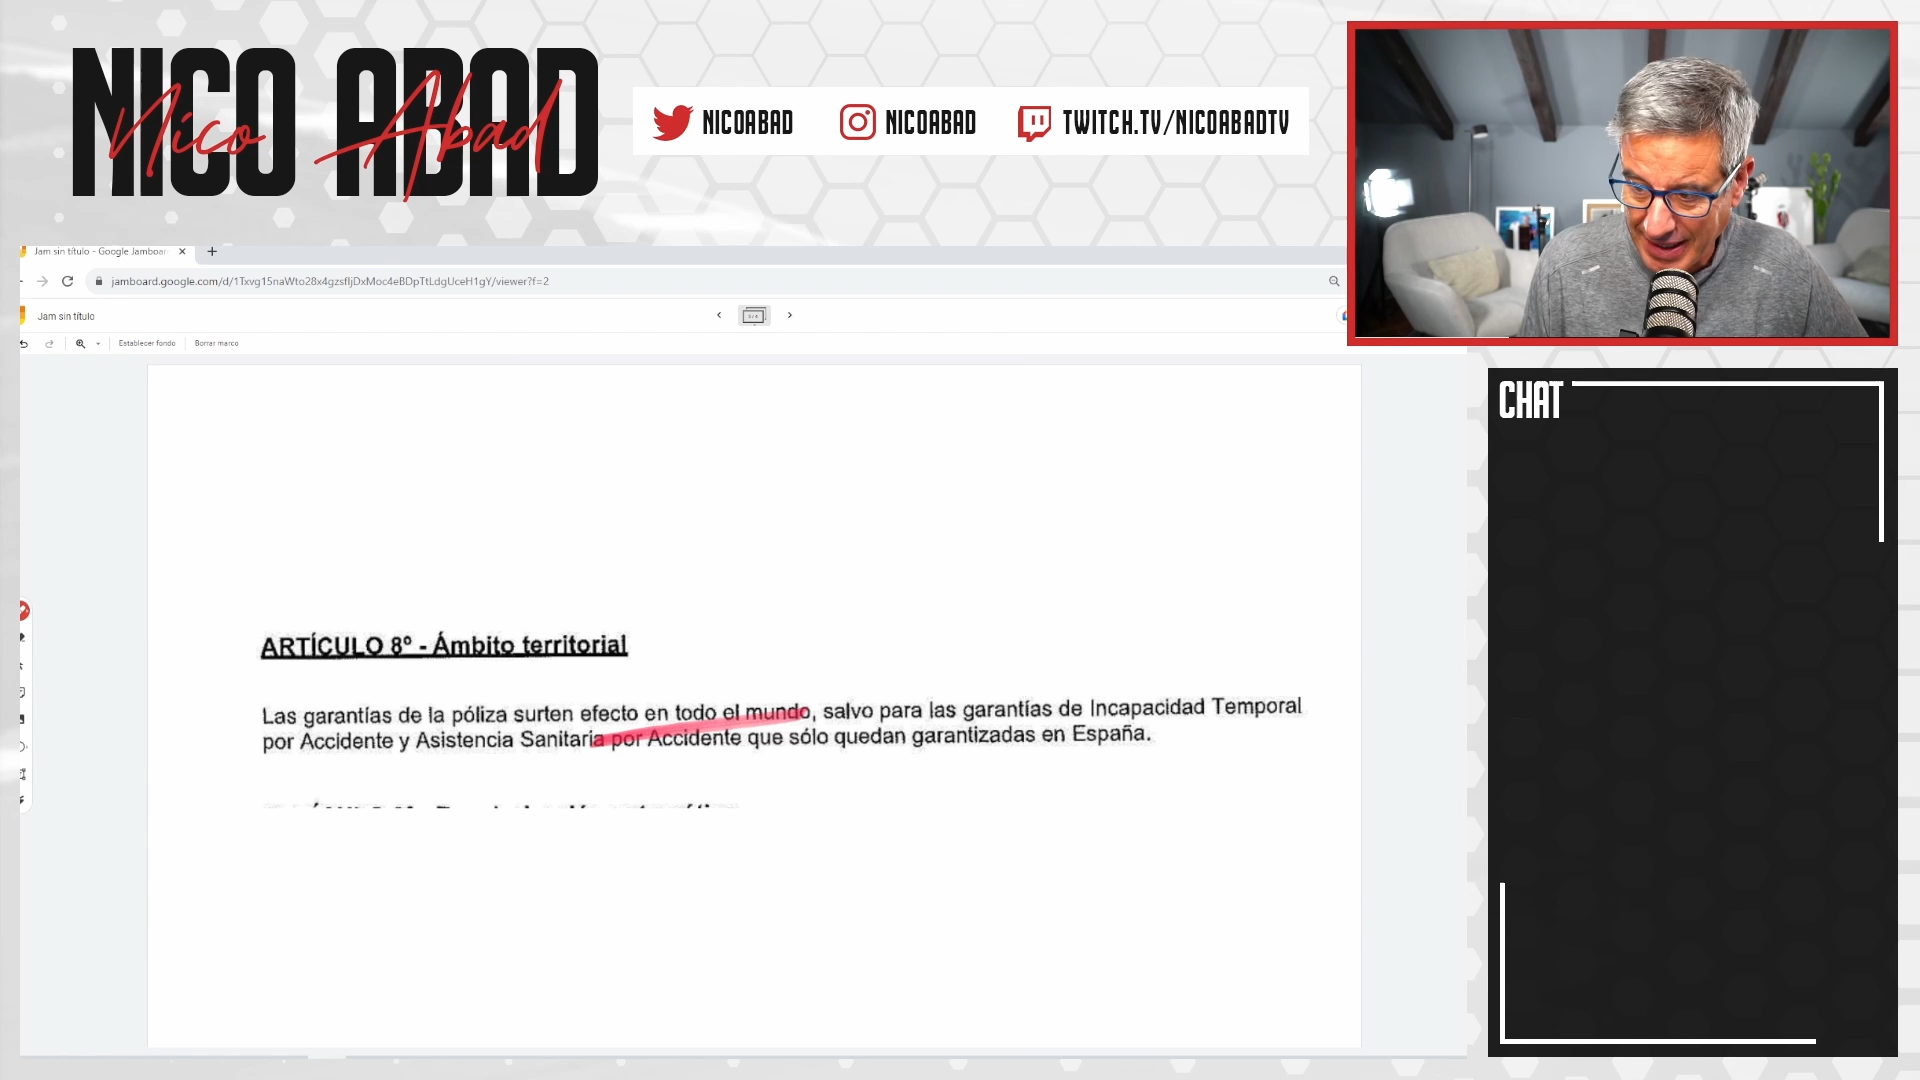 NICO ABAD
Nico Abad
NICOABAD
NICOABAD
TWITCH.TV/NICOABADTV
Jam sin título - Google Jamboar
jamboard.google.com/d/
/viewer?f=2
Jam sin título
Establecer fondo
Borrar marco
CHAT
ARTÍCULO 8º - Ámbito territorial
Las garantías de la póliza surten efecto en todo el mundo, salvo para las garantías de Incapacidad Temporal
por Accidente y Asistencia Sanitaria por Accidente que sólo quedan garantizadas en España.